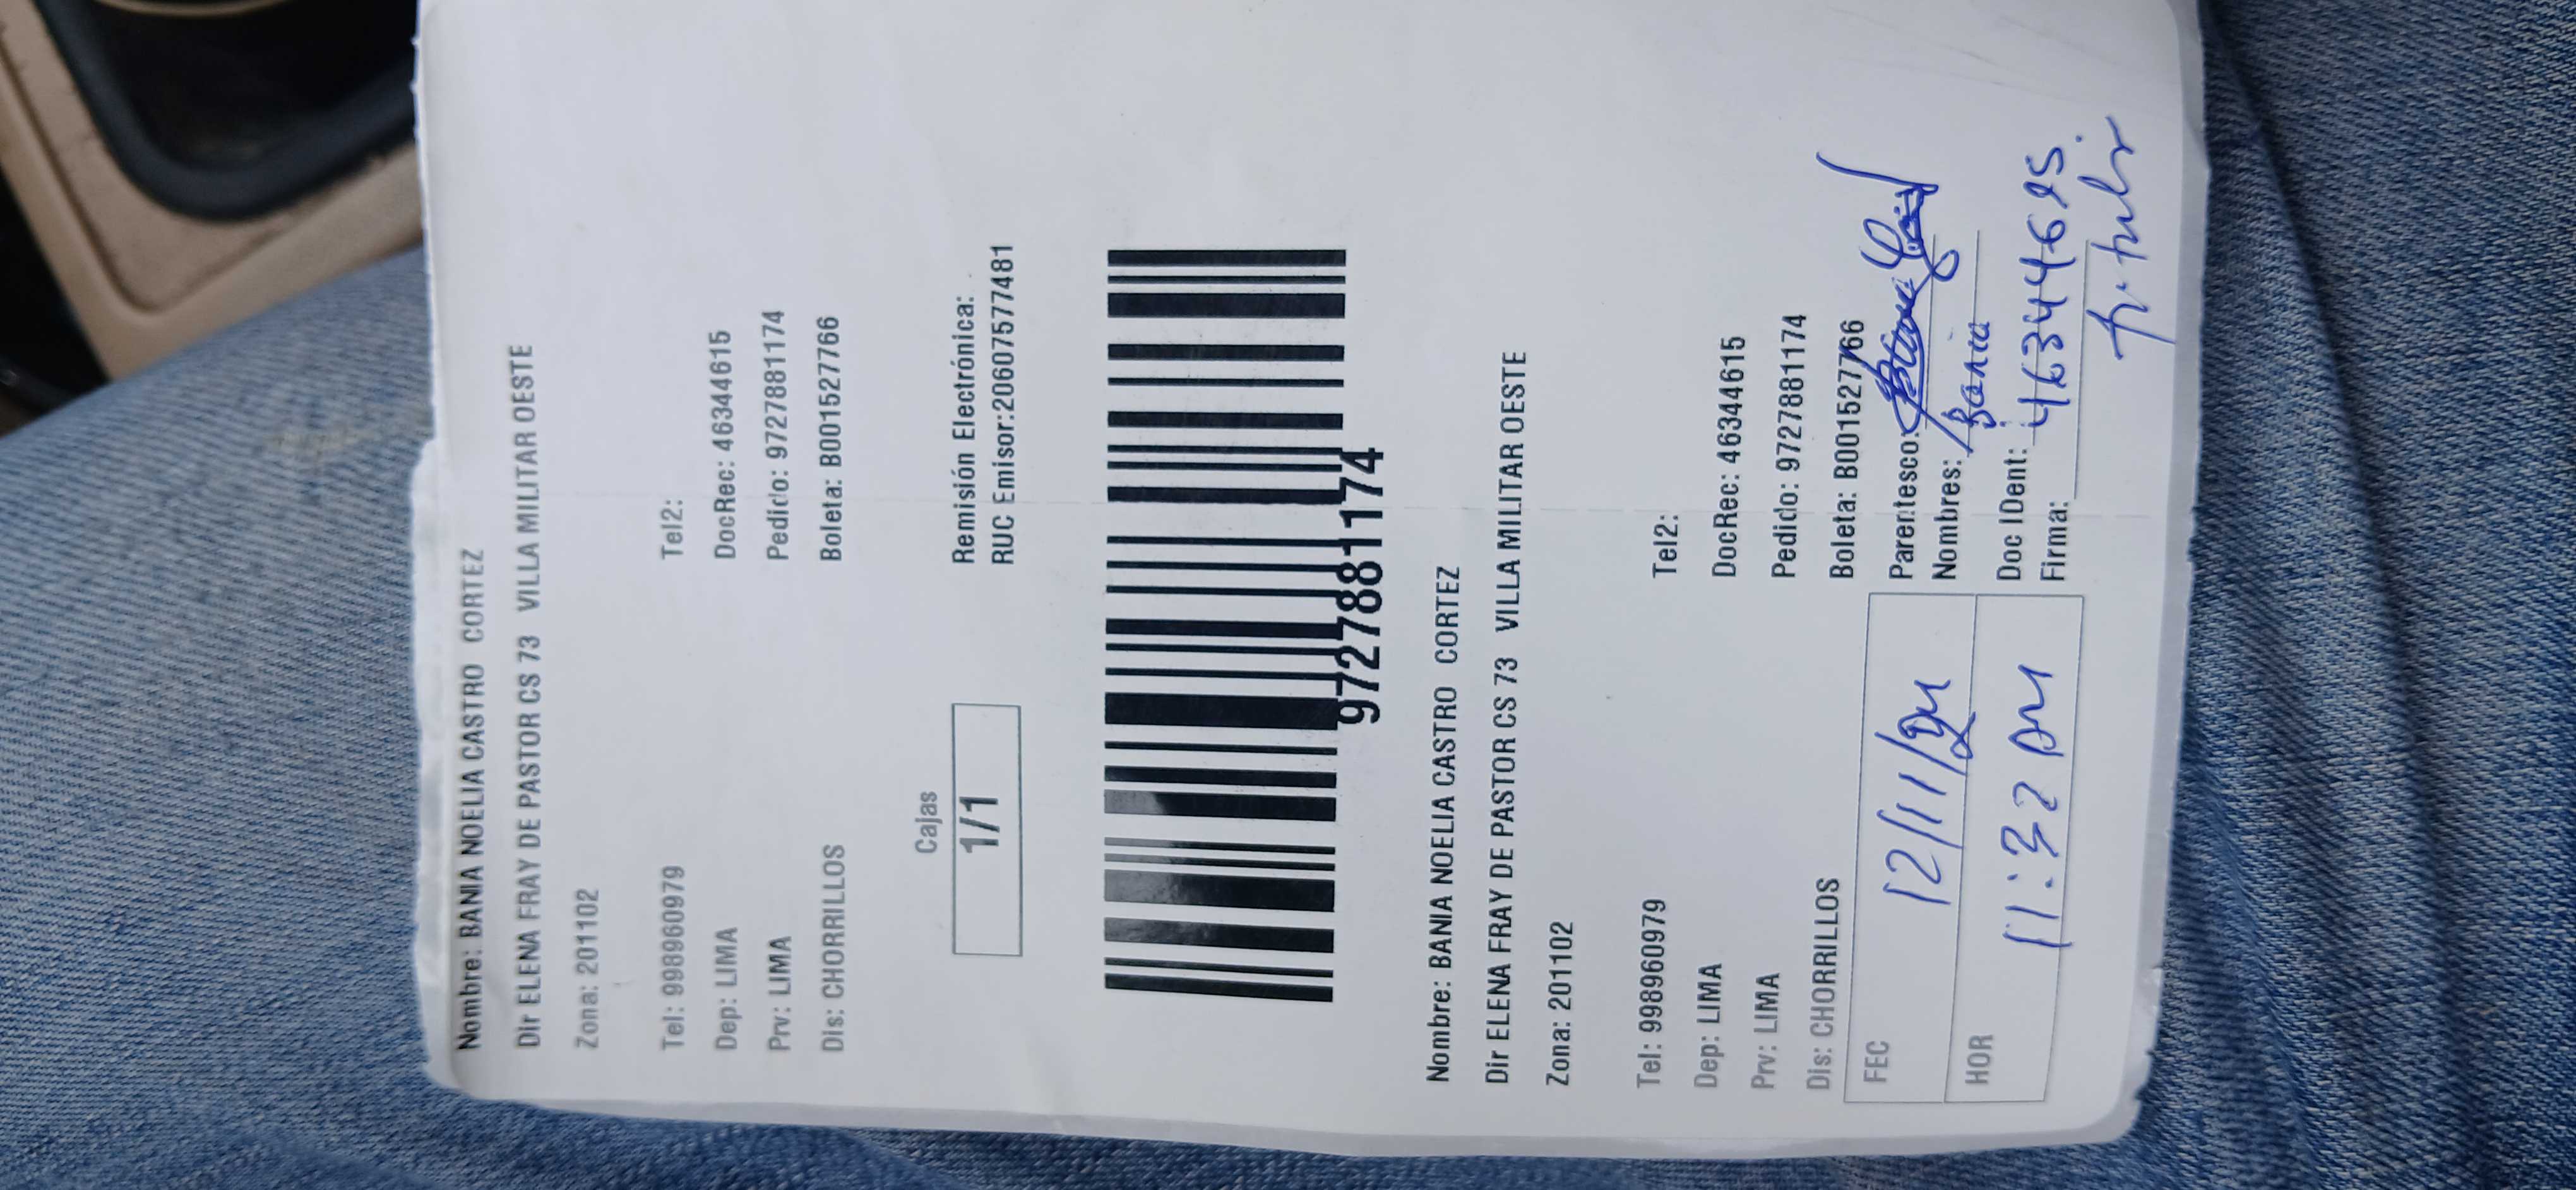 Nombre: BANIA NOELIA CASTRO CORTEZ
Dir ELENA FRAY DE PASTOR CS 73 VILLA MILITAR OESTE
Zona: 201102
Tel: 998960979 Tel2:
Dep: LIMA DocRec: 46344615
Prv: LIMA Pedido: 9727881174
Dis: CHORRILLOS Boleta: B001527766
Cajas
1/1
Remisión Electrónica:
RUC Emisor:20607577481
9727881174
Nombre: BANIA NOELIA CASTRO CORTEZ
Dir ELENA FRAY DE PASTOR CS 73 VILLA MILITAR OESTE
Zona: 201102
Tel: 998960979 Tel2:
Dep: LIMA DocRec: 46344615
Prv: LIMA Pedido: 9727881174
Dis: CHORRILLOS Boleta: B001527766
FEC 12/11/24 Parentesco:
Nombres: Bania
HOR 11:32 AM Doc IDent: 46344615
Firma: